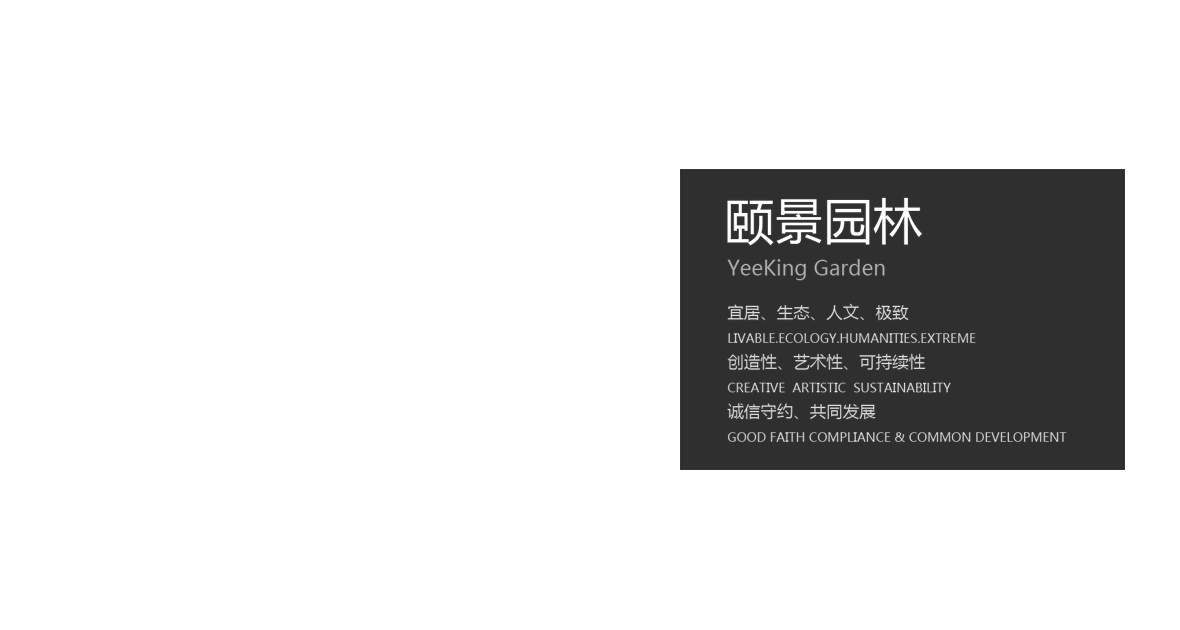 颐景园林
YeeKing Garden
宜居、生态、人文、极致
LIVABLE.ECOLOGY.HUMANITIES.EXTREME
创造性、艺术性、可持续性
CREATIVE ARTISTIC SUSTAINABILITY
诚信守约、共同发展
GOOD FAITH COMPLIANCE & COMMON DEVELOPMENT